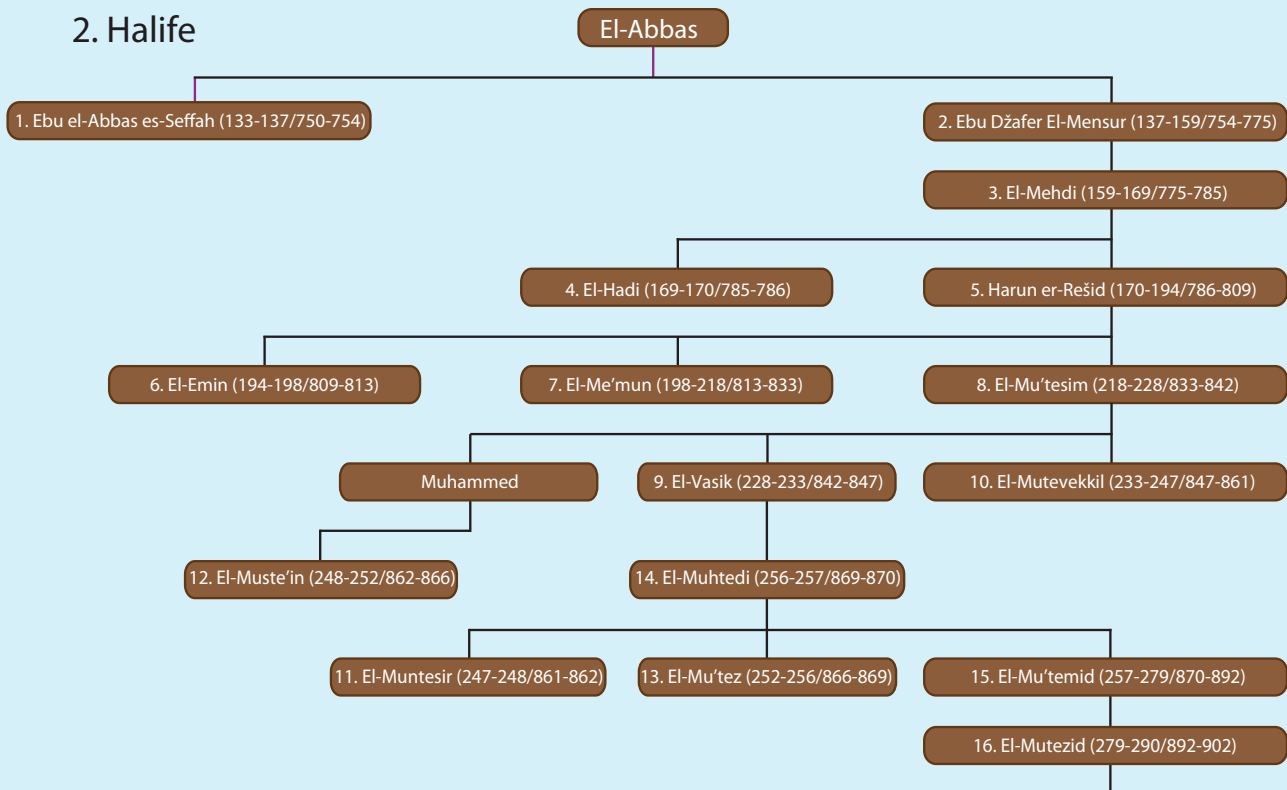 2. Halife
El-Abbas
1. Ebu el-Abbas es-Seffah (133-137/750-754)
2. Ebu Džafer El-Mensur (137-159/754-775)
3. El-Mehdi (159-169/775-785)
4. El-Hadi (169-170/785-786)
5. Harun er-Rešid (170-194/786-809)
6. El-Emin (194-198/809-813)
7. El-Me’mun (198-218/813-833)
8. El-Mu’tesim (218-228/833-842)
Muhammed
9. El-Vasik (228-233/842-847)
10. El-Mutevekkil (233-247/847-861)
12. El-Muste’in (248-252/862-866)
14. El-Muhtedi (256-257/869-870)
11. El-Muntesir (247-248/861-862)
13. El-Mu’tez (252-256/866-869)
15. El-Mu’temid (257-279/870-892)
16. El-Mutezid (279-290/892-902)